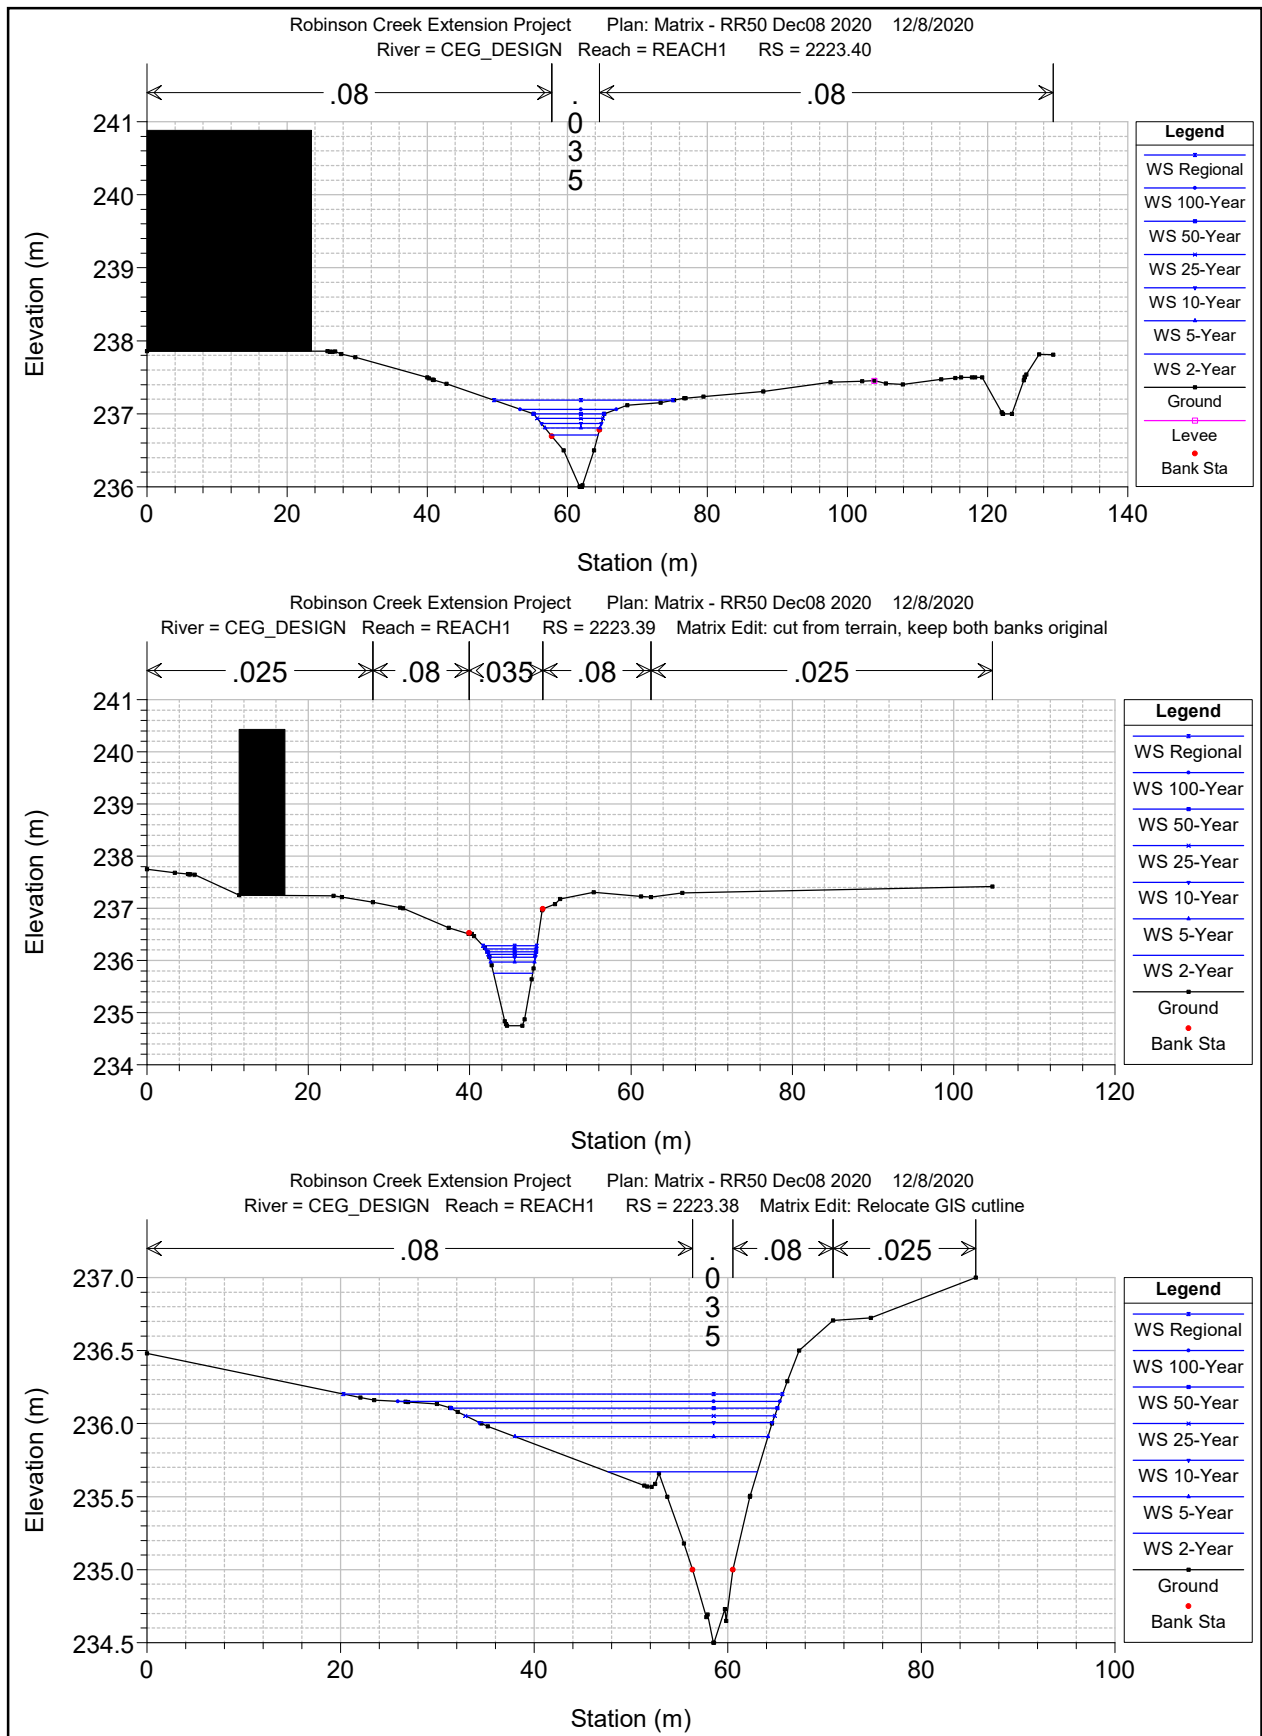 Robinson Creek Extension Project Plan: Matrix - RR50 Dec08 2020 12/8/2020
River = CEG_DESIGN Reach = REACH1 RS = 2223.40
.08
.035
.08
241
240
239
238
237
236
0 20 40 60 80 100 120 140
Elevation (m)
Station (m)
Legend
WS Regional
WS 100-Year
WS 50-Year
WS 25-Year
WS 10-Year
WS 5-Year
WS 2-Year
Ground
Levee
Bank Sta
Robinson Creek Extension Project Plan: Matrix - RR50 Dec08 2020 12/8/2020
River = CEG_DESIGN Reach = REACH1 RS = 2223.39 Matrix Edit: cut from terrain, keep both banks original
.025 .08 .035 .08 .025
241
240
239
238
237
236
235
234
0 20 40 60 80 100 120
Elevation (m)
Station (m)
Legend
WS Regional
WS 100-Year
WS 50-Year
WS 25-Year
WS 10-Year
WS 5-Year
WS 2-Year
Ground
Bank Sta
Robinson Creek Extension Project Plan: Matrix - RR50 Dec08 2020 12/8/2020
River = CEG_DESIGN Reach = REACH1 RS = 2223.38 Matrix Edit: Relocate GIS cutline
.08
.035
.08 .025
237.0
236.5
236.0
235.5
235.0
234.5
0 20 40 60 80 100
Elevation (m)
Station (m)
Legend
WS Regional
WS 100-Year
WS 50-Year
WS 25-Year
WS 10-Year
WS 5-Year
WS 2-Year
Ground
Bank Sta